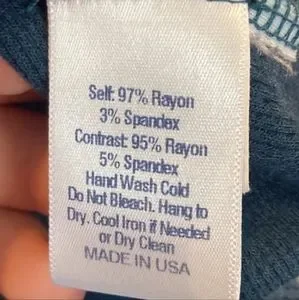 Self: 97% Rayon
3% Spandex
Contrast: 95% Rayon
5% Spandex
Hand Wash Cold
Do Not Bleach. Hang to
Dry. Cool Iron if Needed
or Dry Clean
MADE IN USA